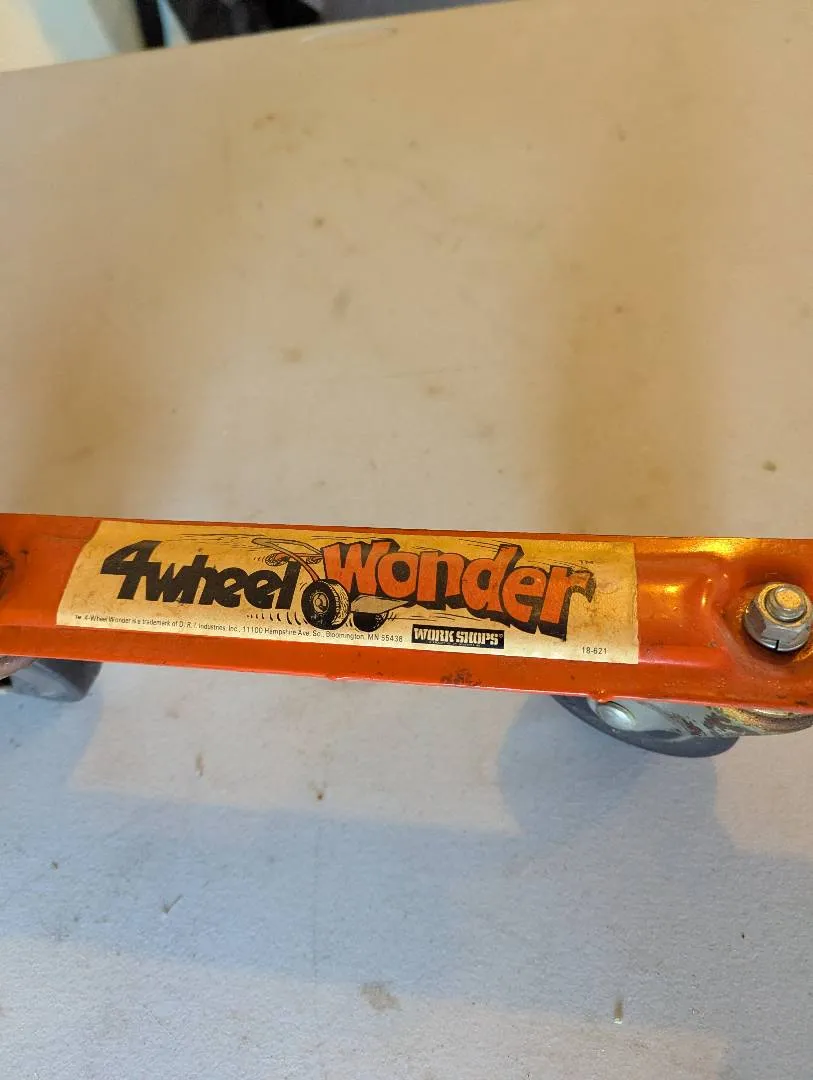 4wheel Wonder
TM 4-Wheel Wonder is a trademark of D. R. I. Industries, Inc., 11100 Hampshire Ave. So., Bloomington, MN 55438
WORK SHOPS
18-621